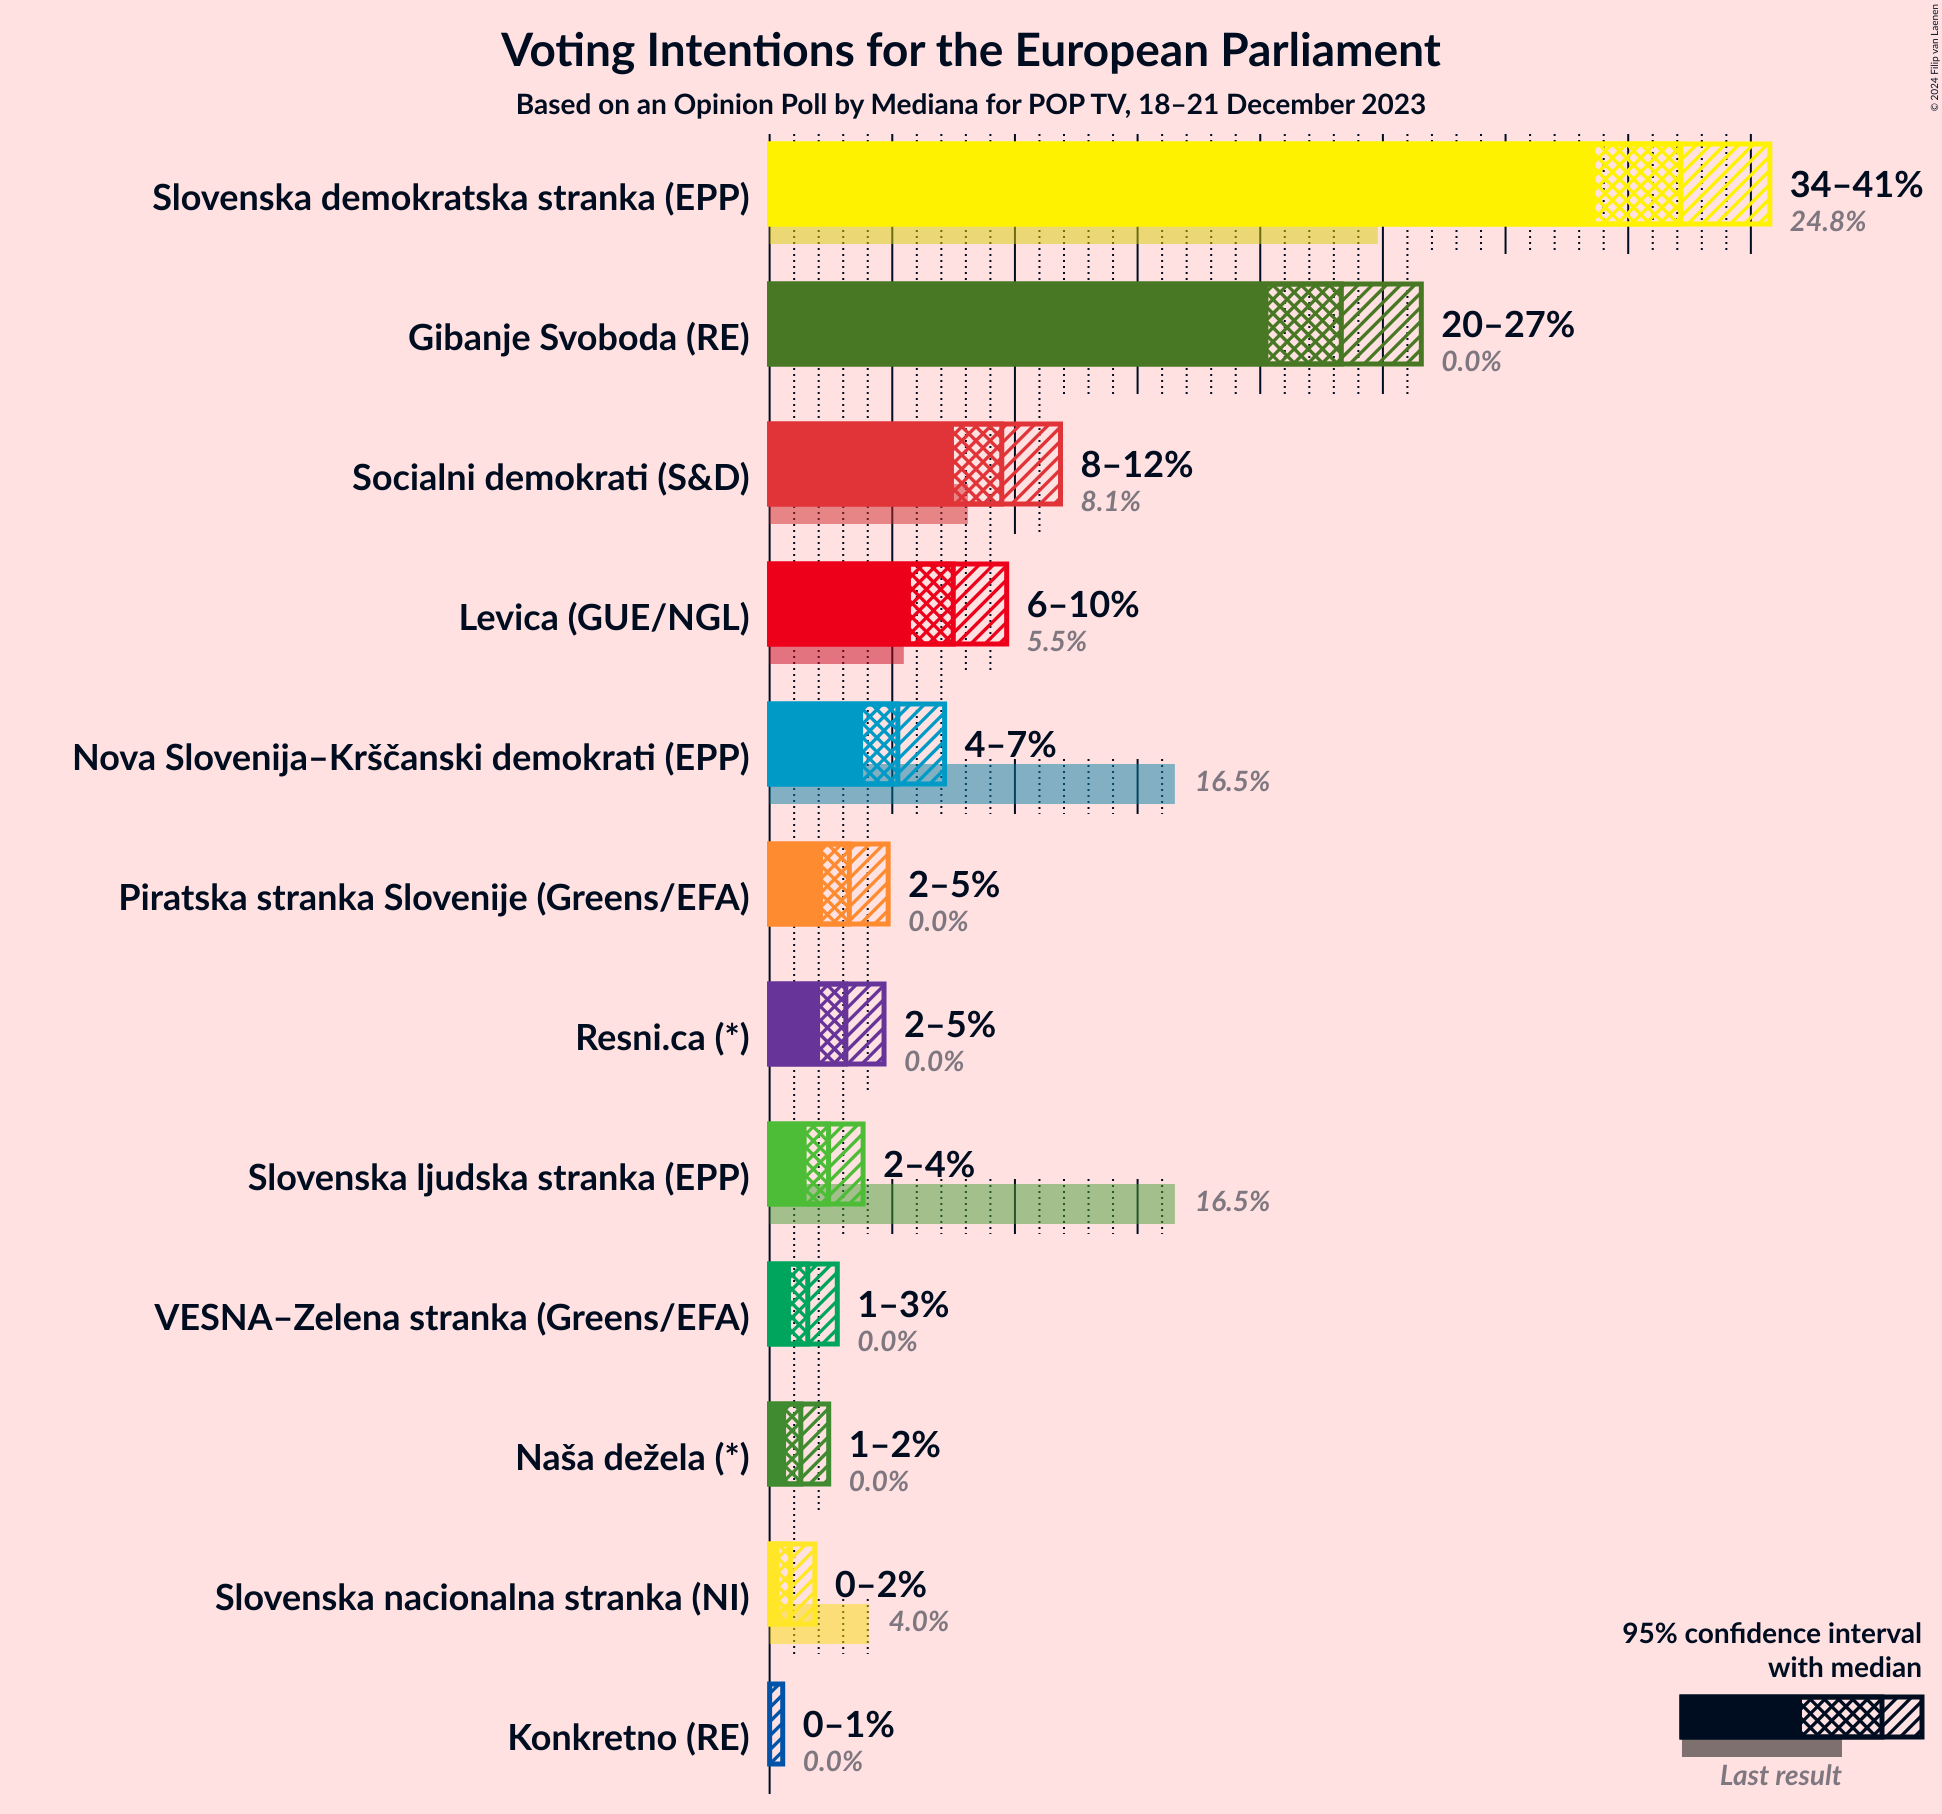 © 2024 Filip van Laenen
Voting Intentions for the European Parliament
Based on an Opinion Poll by Mediana for POP TV, 18–21 December 2023
Slovenska demokratska stranka (EPP)
34–41%
24.8%
Gibanje Svoboda (RE)
20–27%
0.0%
Socialni demokrati (S&D)
8–12%
8.1%
Levica (GUE/NGL)
6–10%
5.5%
Nova Slovenija–Krščanski demokrati (EPP)
4–7%
16.5%
Piratska stranka Slovenije (Greens/EFA)
2–5%
0.0%
Resni.ca (*)
2–5%
0.0%
Slovenska ljudska stranka (EPP)
2–4%
16.5%
VESNA–Zelena stranka (Greens/EFA)
1–3%
0.0%
Naša dežela (*)
1–2%
0.0%
Slovenska nacionalna stranka (NI)
0–2%
4.0%
Konkretno (RE)
0–1%
0.0%
95% confidence interval
with median
Last result